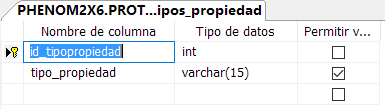 PHENOM2X6.PROT...ipos_propiedad
Nombre de columna Tipo de datos Permitir v...
id_tipopropiedad int
tipo_propiedad varchar(15)